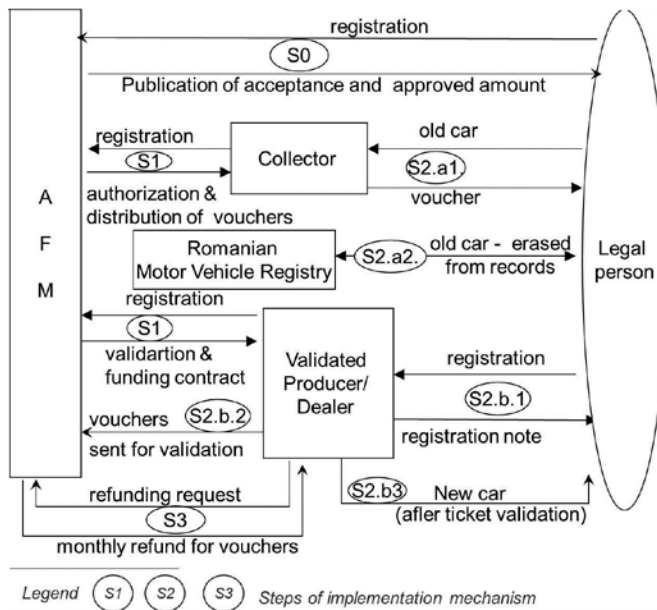 registration
S0
Publication of acceptance and approved amount
registration
S1
authorization &
distribution of vouchers
Collector
old car
S2.a1.
voucher
A
F
M
Romanian
Motor Vehicle Registry
S2.a2.
old car - erased
from records
Legal
person
registration
S1
validartion &
funding contract
Validated
Producer/
Dealer
registration
S2.b.1
registration note
vouchers
S2.b.2
sent for validation
refunding request
S3
monthly refund for vouchers
S2.b3
New car
(afler ticket validation)
Legend S1 S2 S3 Steps of implementation mechanism